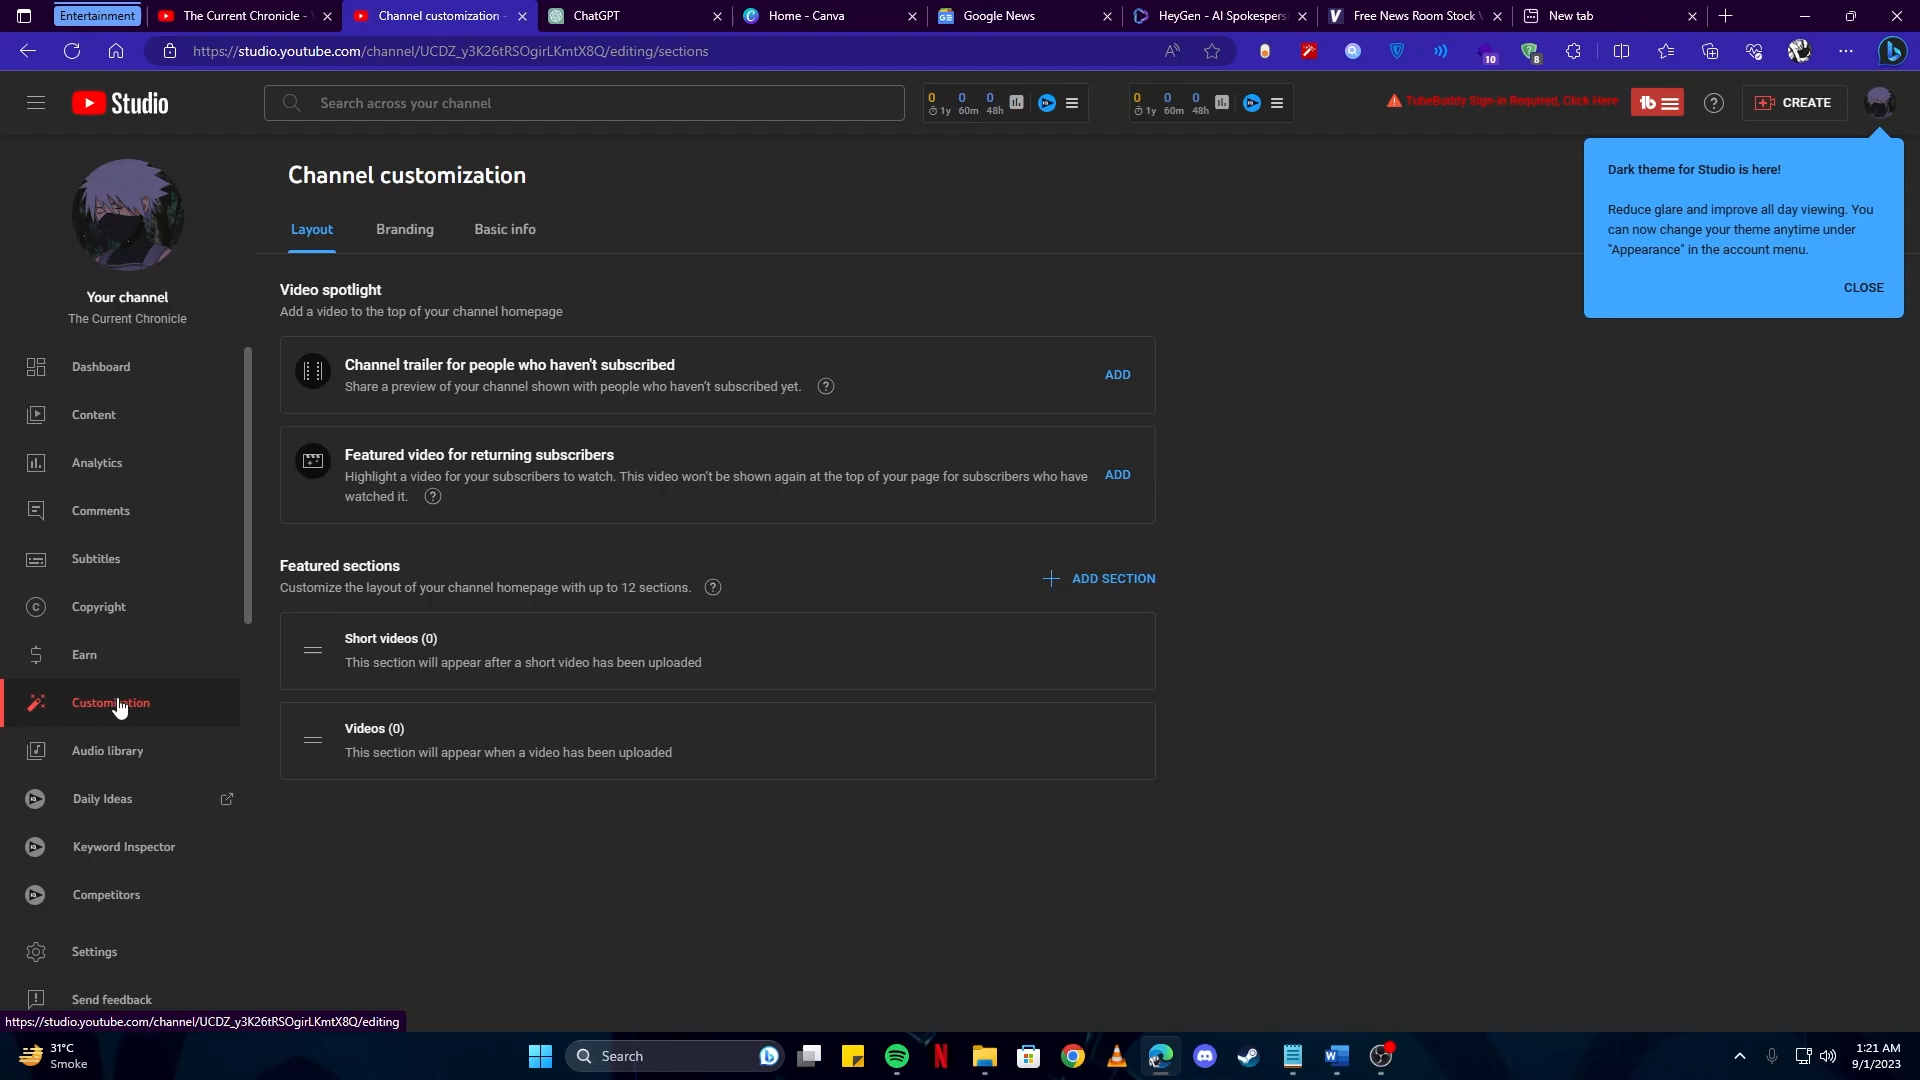 Entertainment
The Current Chronicle - Y
Channel customization -
ChatGPT
Home - Canva
Google News
HeyGen - AI Spokespers
Free News Room Stock V
New tab
https://studio.youtube.com/channel/UCDZ_y3K26tRSOgirLKmtX8Q/editing/sections
10
8
Studio
Search across your channel
0 0 0
1y 60m 48h
0 0 0
1y 60m 48h
TubeBuddy Sign-in Required, Click Here
CREATE
Dark theme for Studio is here!
Reduce glare and improve all day viewing. You
can now change your theme anytime under
"Appearance" in the account menu.
CLOSE
Your channel
The Current Chronicle
Dashboard
Content
Analytics
Comments
Subtitles
Copyright
Earn
Customization
Audio library
Daily Ideas
Keyword Inspector
Competitors
Settings
Send feedback
Channel customization
Layout
Branding
Basic info
Video spotlight
Add a video to the top of your channel homepage
Channel trailer for people who haven't subscribed
Share a preview of your channel shown with people who haven't subscribed yet.
ADD
Featured video for returning subscribers
Highlight a video for your subscribers to watch. This video won't be shown again at the top of your page for subscribers who have
watched it.
ADD
Featured sections
Customize the layout of your channel homepage with up to 12 sections.
ADD SECTION
Short videos (0)
This section will appear after a short video has been uploaded
Videos (0)
This section will appear when a video has been uploaded
https://studio.youtube.com/channel/UCDZ_y3K26tRSOgirLKmtX8Q/editing
31°C
Smoke
Search
1:21 AM
9/1/2023